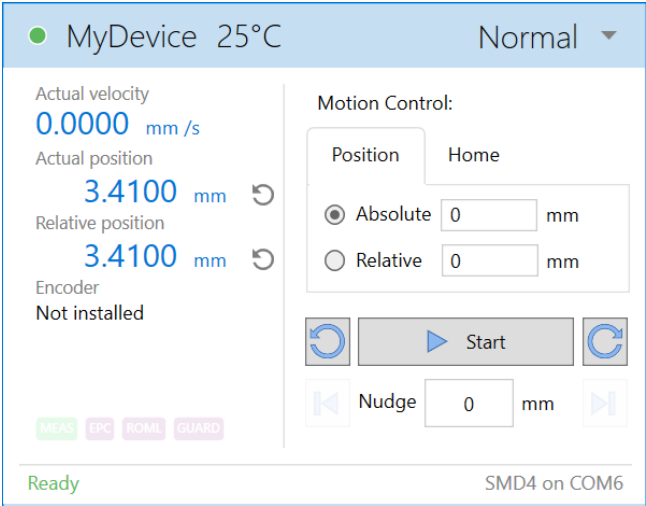 MyDevice 25°C Normal
Actual velocity
0.0000 mm /s
Actual position
3.4100 mm
Relative position
3.4100 mm
Encoder
Not installed
MEAS EPC ROML GUARD
Motion Control:
Position Home
Absolute 0 mm
Relative 0 mm
Start
Nudge 0 mm
Ready SMD4 on COM6